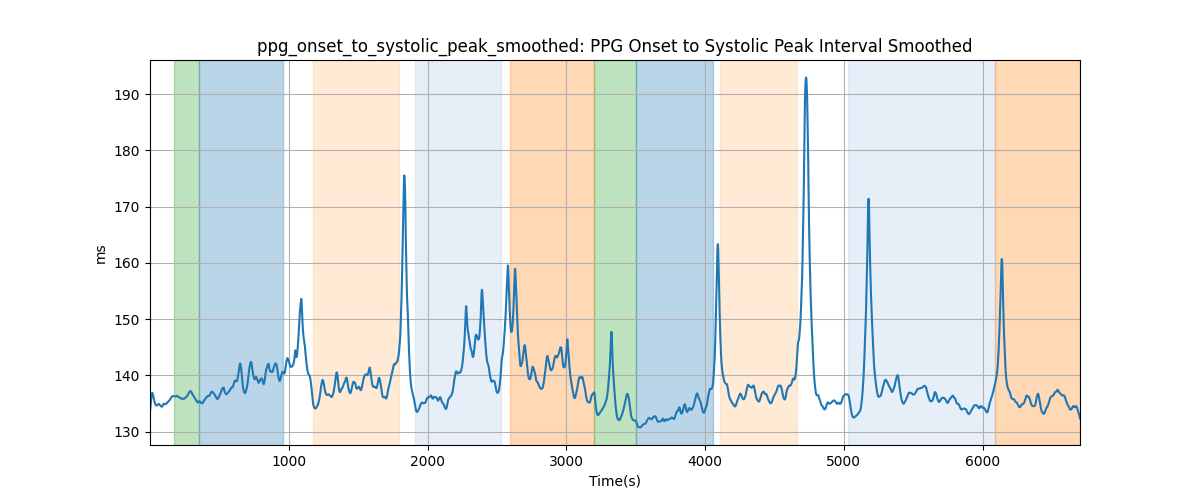 ppg_onset_to_systolic_peak_smoothed: PPG Onset to Systolic Peak Interval Smoothed
190
180
170
160
150
140
130
ms
1000 2000 3000 4000 5000 6000
Time(s)